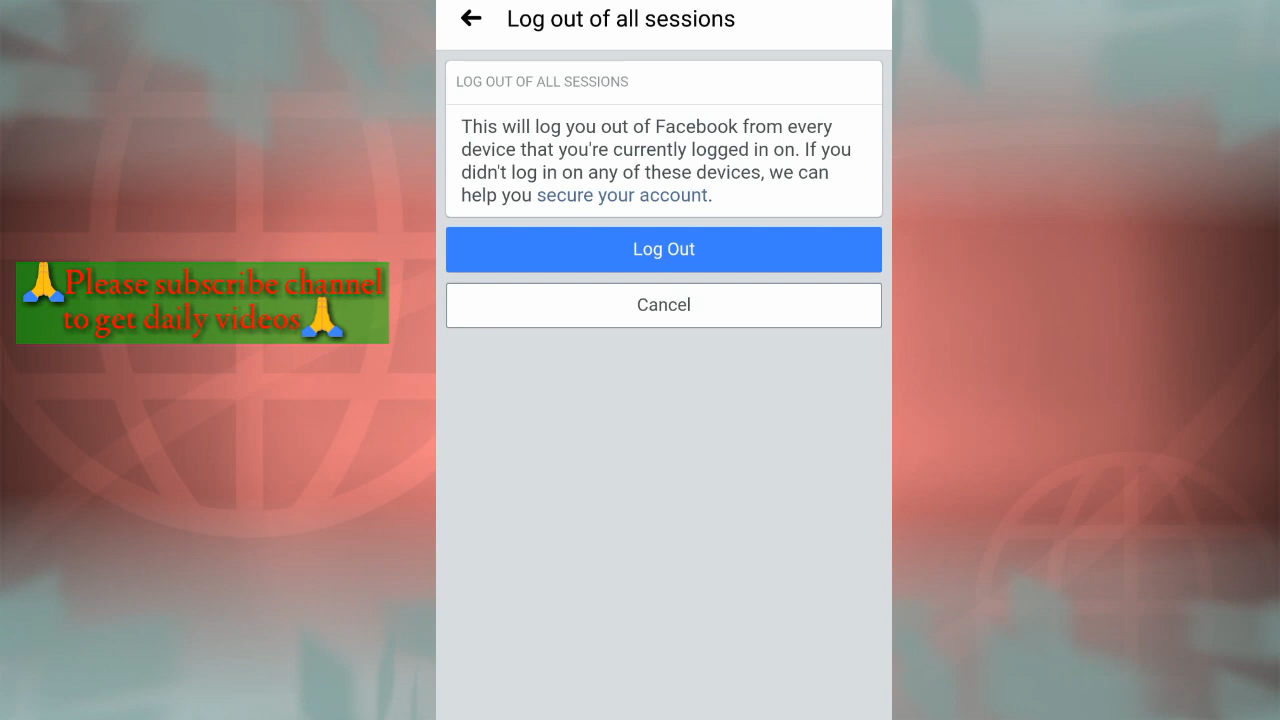 Log out of all sessions
LOG OUT OF ALL SESSIONS
This will log you out of Facebook from every
device that you're currently logged in on. If you
didn't log in on any of these devices, we can
help you secure your account.
Log Out
Cancel
🙏Please subscribe channel
to get daily videos🙏